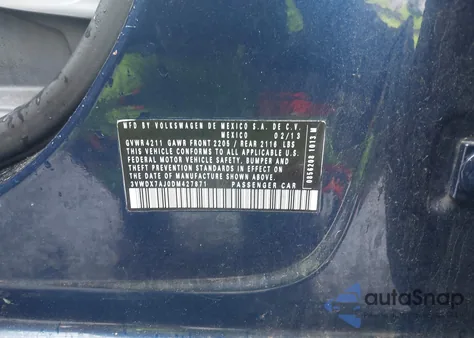 MFD BY VOLKSWAGEN DE MEXICO S.A. DE C.V.
MEXICO 02/13
GVWR4211 GAWR FRONT 2205 / REAR 2116 LBS
THIS VEHICLE CONFORMS TO ALL APPLICABLE U.S.
FEDERAL MOTOR VEHICLE SAFETY, BUMPER AND
THEFT PREVENTION STANDARDS IN EFFECT
ON THE DATE OF MANUFACTURE SHOWN ABOVE.
3VWDX7AJ0DM427871 PASSENGER CAR
1013 M
autoSnap